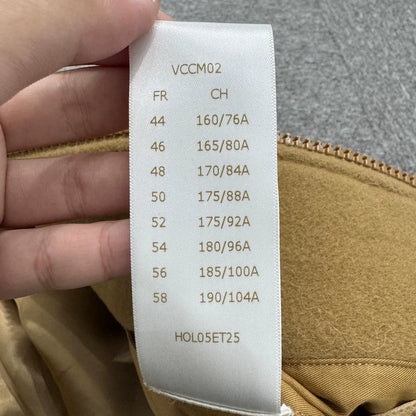 VCCM02
FR CH
44 160/76A
46 165/80A
48 170/84A
50 175/88A
52 175/92A
54 180/96A
56 185/100A
58 190/104A
HOL05ET25